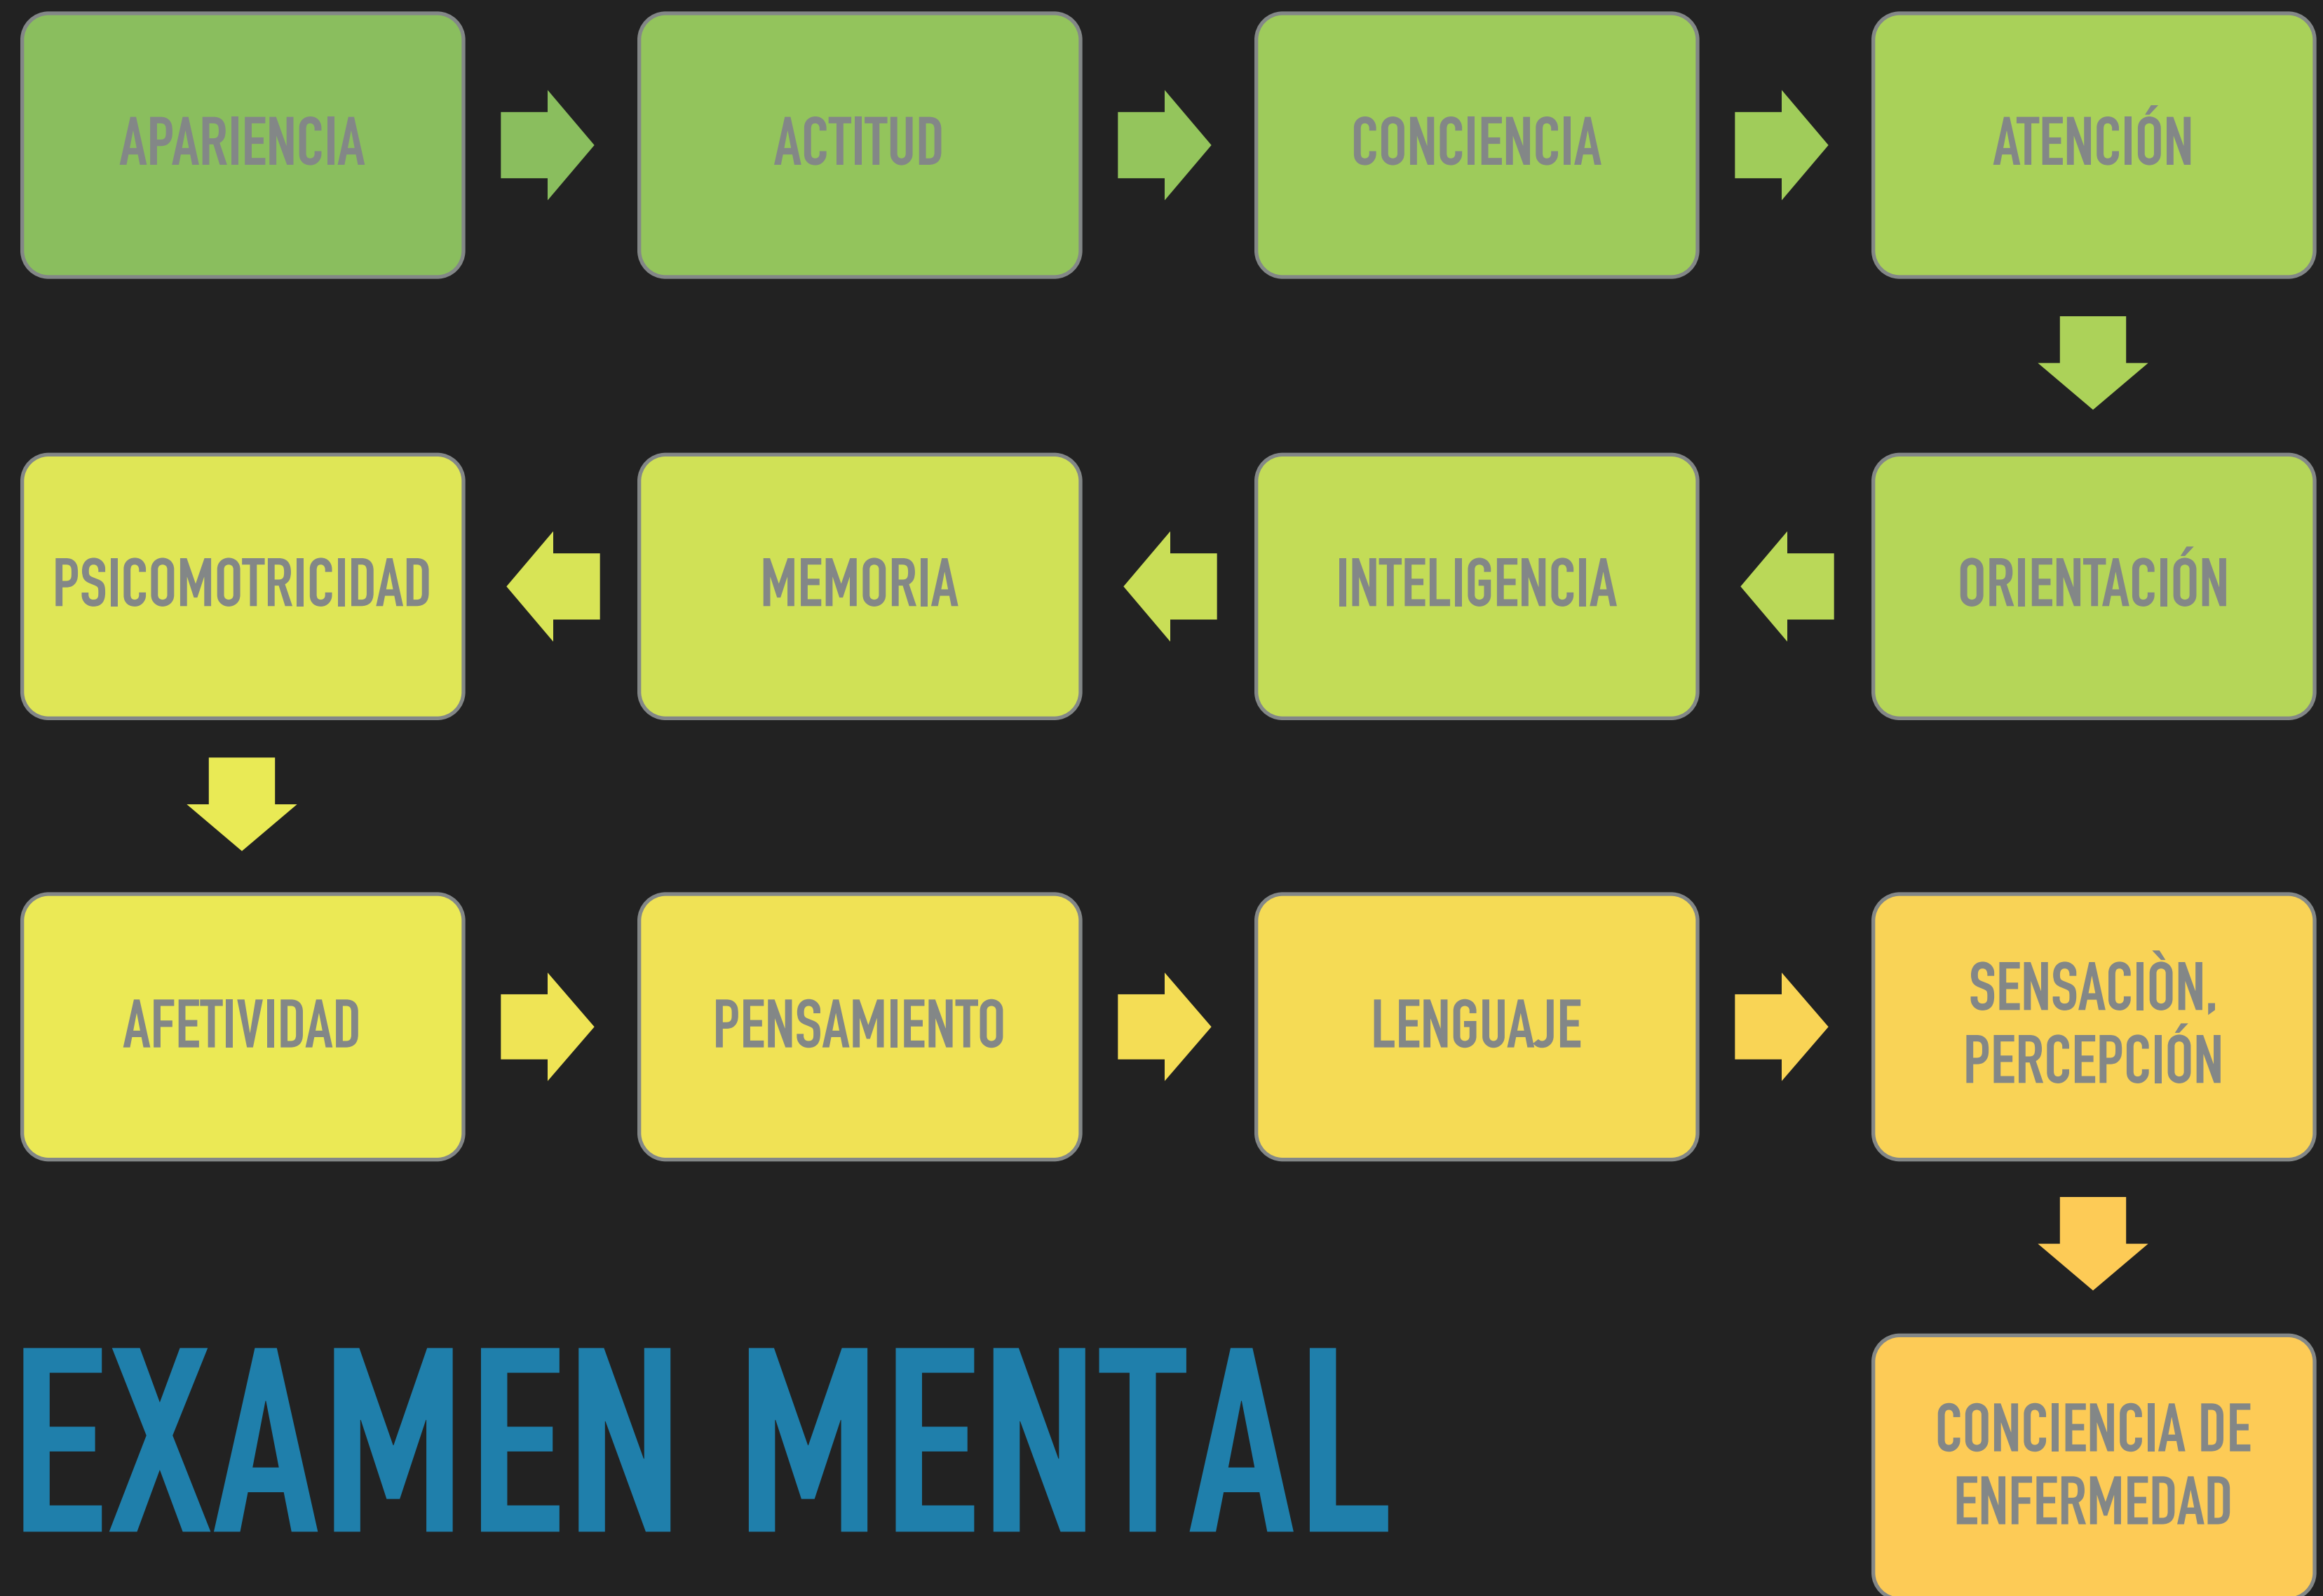 APARIENCIA
ACTITUD
CONCIENCIA
ATENCIÓN
ORIENTACIÓN
INTELIGENCIA
MEMORIA
PSICOMOTRICIDAD
AFETIVIDAD
PENSAMIENTO
LENGUAJE
SENSACIÒN,
PERCEPCIÓN
CONCIENCIA DE
ENFERMEDAD
EXAMEN MENTAL